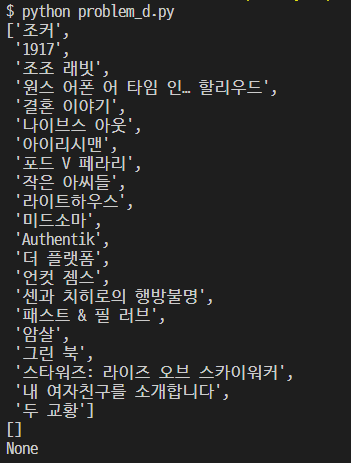 $ python problem_d.py
['조커',
 '1917',
 '조조 래빗',
 '원스 어폰 어 타임 인… 할리우드',
 '결혼 이야기',
 '나이브스 아웃',
 '아이리시맨',
 '포드 V 페라리',
 '작은 아씨들',
 '라이트하우스',
 '미드소마',
 'Authentik',
 '더 플랫폼',
 '언컷 젬스',
 '센과 치히로의 행방불명',
 '패스트 & 필 러브',
 '암살',
 '그린 북',
 '스타워즈: 라이즈 오브 스카이워커',
 '내 여자친구를 소개합니다',
 '두 교황']
[]
None